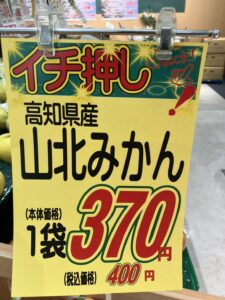 イチ押し
高知県産
山北みかん
(本体価格)
1袋370円
(税込価格) 400円